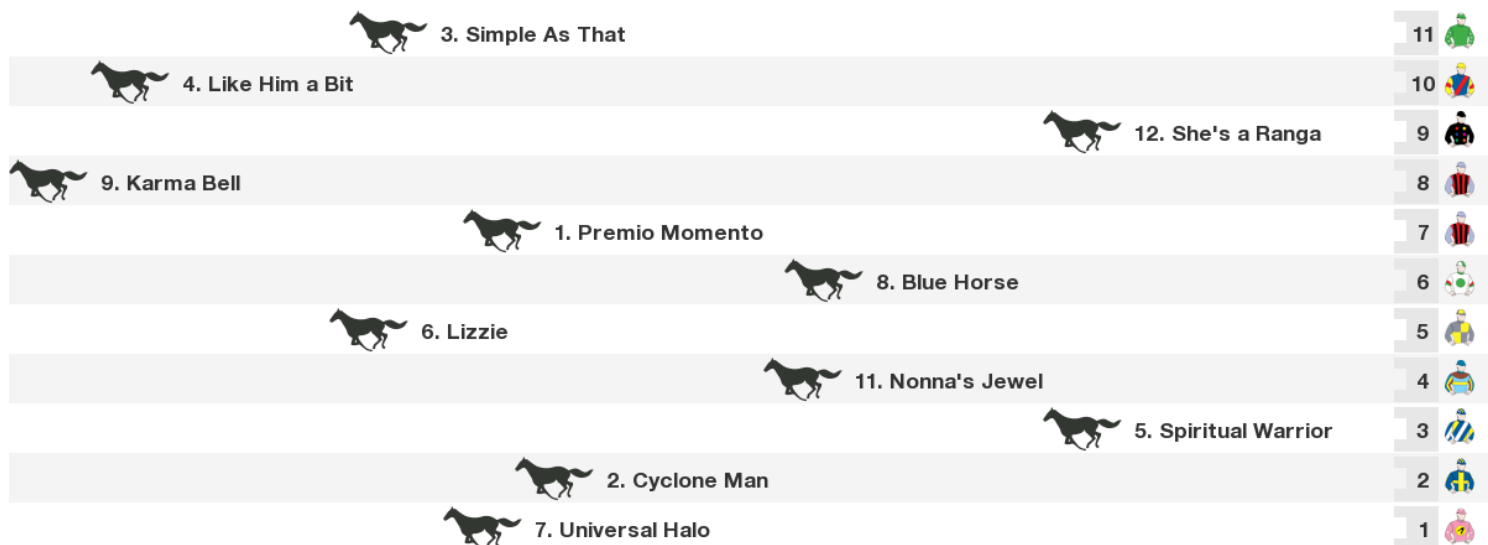 3. Simple As That 11
4. Like Him a Bit 10
12. She's a Ranga 9
9. Karma Bell 8
1. Premio Momento 7
8. Blue Horse 6
6. Lizzie 5
11. Nonna's Jewel 4
5. Spiritual Warrior 3
2. Cyclone Man 2
7. Universal Halo 1